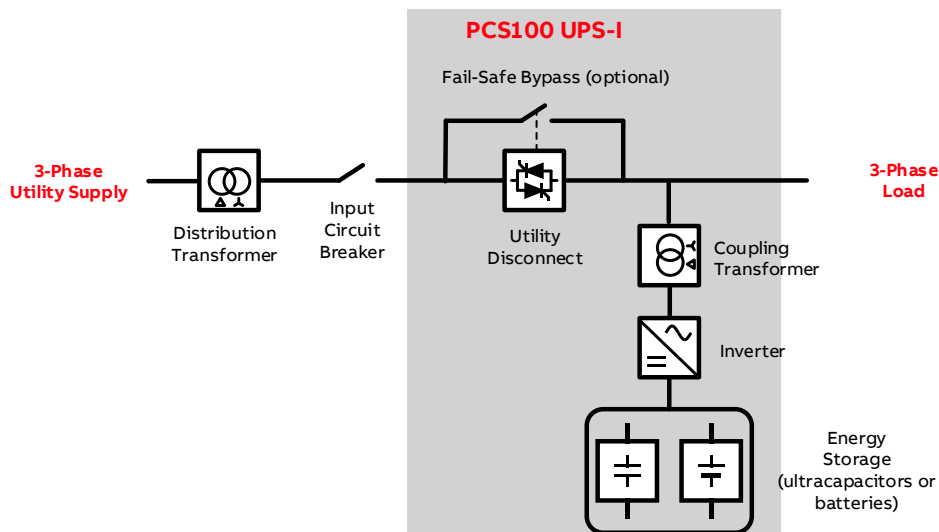 PCS100 UPS-I
Fail-Safe Bypass (optional)
3-Phase
Utility Supply
3-Phase
Load
Distribution
Transformer
Input
Circuit
Breaker
Utility
Disconnect
Coupling
Transformer
Inverter
Energy
Storage
(ultracapacitors or
batteries)